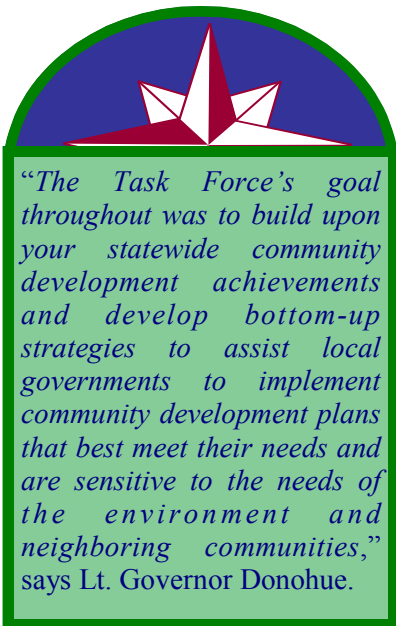 “The Task Force’s goal
throughout was to build upon
your statewide community
development achievements
and develop bottom-up
strategies to assist local
governments to implement
community development plans
that best meet their needs and
are sensitive to the needs of
the environment and
neighboring communities,”
says Lt. Governor Donohue.